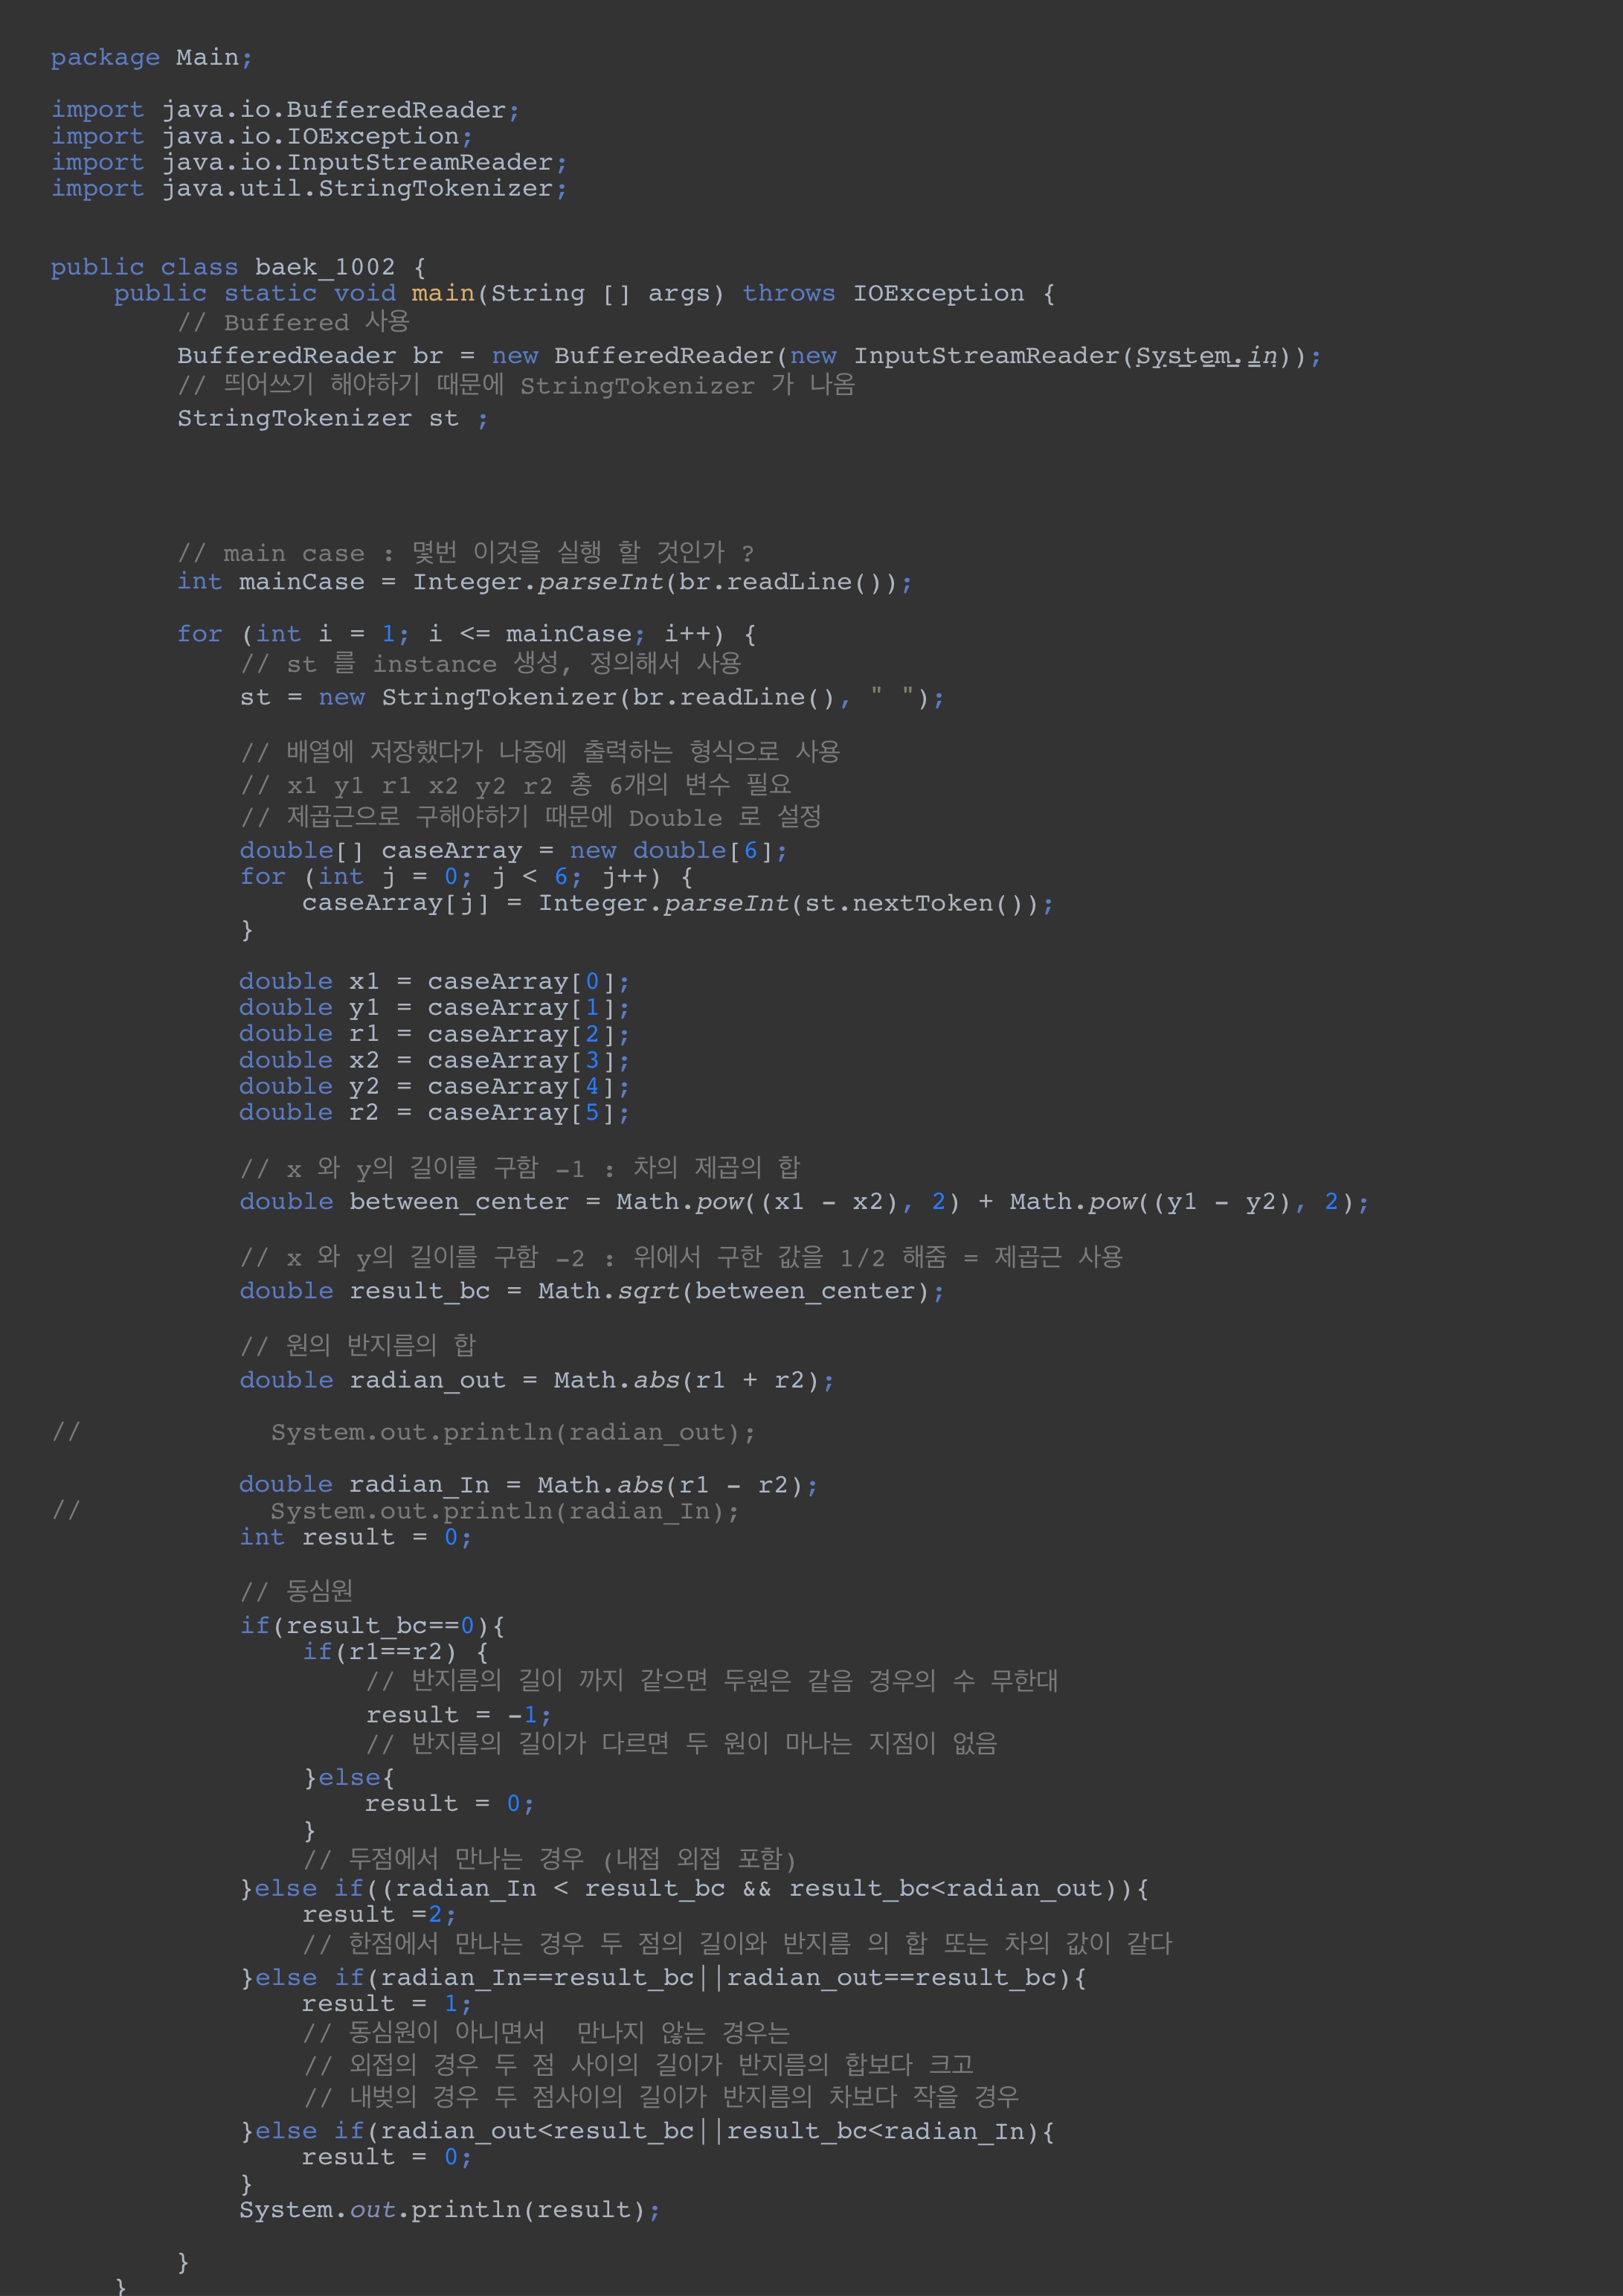 package Main;
import java.io.BufferedReader;
import java.io.IOException;
import java.io.InputStreamReader;
import java.util.StringTokenizer;
public class baek_1002 {
    public static void main(String [] args) throws IOException {
        // Buffered 사용
        BufferedReader br = new BufferedReader(new InputStreamReader(System.in));
        // 띄어쓰기 해야하기 때문에 StringTokenizer 가 나옴
        StringTokenizer st ;
        // main case : 몇번 이것을 실행 할 것인가 ?
        int mainCase = Integer.parseInt(br.readLine());
        for (int i = 1; i <= mainCase; i++) {
            // st 를 instance 생성, 정의해서 사용
            st = new StringTokenizer(br.readLine(), " ");
            // 배열에 저장했다가 나중에 출력하는 형식으로 사용
            // x1 y1 r1 x2 y2 r2 총 6개의 변수 필요
            // 제곱근으로 구해야하기 때문에 Double 로 설정
            double[] caseArray = new double[6];
            for (int j = 0; j < 6; j++) {
                caseArray[j] = Integer.parseInt(st.nextToken());
            }
            double x1 = caseArray[0];
            double y1 = caseArray[1];
            double r1 = caseArray[2];
            double x2 = caseArray[3];
            double y2 = caseArray[4];
            double r2 = caseArray[5];
            // x 와 y의 길이를 구함 -1 : 차의 제곱의 합
            double between_center = Math.pow((x1 - x2), 2) + Math.pow((y1 - y2), 2);
            // x 와 y의 길이를 구함 -2 : 위에서 구한 값을 1/2 해줌 = 제곱근 사용
            double result_bc = Math.sqrt(between_center);
            // 원의 반지름의 합
            double radian_out = Math.abs(r1 + r2);
//            System.out.println(radian_out);
            double radian_In = Math.abs(r1 - r2);
//            System.out.println(radian_In);
            int result = 0;
            // 동심원
            if(result_bc==0){
                if(r1==r2) {
                    // 반지름의 길이 까지 같으면 두원은 같음 경우의 수 무한대
                    result = -1;
                    // 반지름의 길이가 다르면 두 원이 마나는 지점이 없음
                }else{
                    result = 0;
                }
                // 두점에서 만나는 경우 (내접 외접 포함)
            }else if((radian_In < result_bc && result_bc<radian_out)){
                result =2;
                // 한점에서 만나는 경우 두 점의 길이와 반지름 의 합 또는 차의 값이 같다
            }else if(radian_In==result_bc||radian_out==result_bc){
                result = 1;
                // 동심원이 아니면서  만나지 않는 경우는
                // 외접의 경우 두 점 사이의 길이가 반지름의 합보다 크고
                // 내벚의 경우 두 점사이의 길이가 반지름의 차보다 작을 경우
            }else if(radian_out<result_bc||result_bc<radian_In){
                result = 0;
            }
            System.out.println(result);
        }
    }